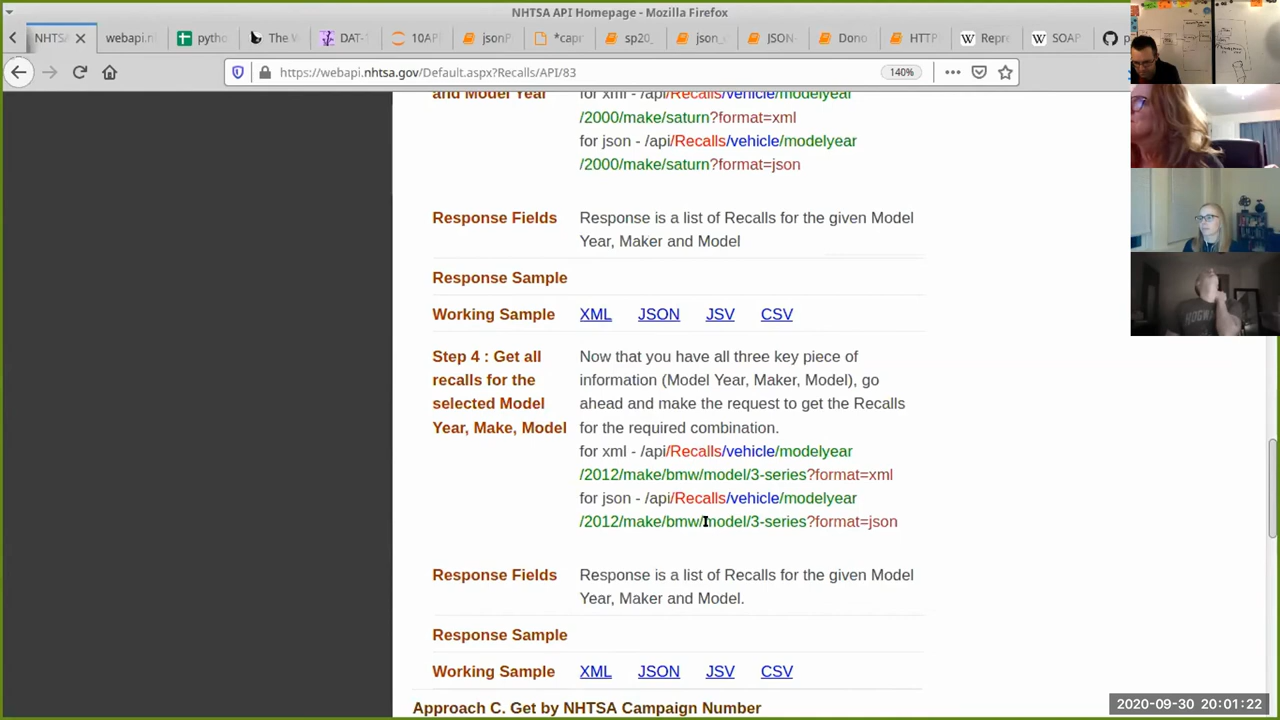 NHTSA API Homepage - Mozilla Firefox
NHTS
webapi.n
pytho
The W
DAT-
10AP
json
*capr
sp20_
json_c
JSON-
Dono
HTTP
Repre
SOAP
https://webapi.nhtsa.gov/Default.aspx?Recalls/API/83
140%
and Model Year
for xml - /api/Recalls/vehicle/modelyear
/2000/make/saturn?format=xml
for json - /api/Recalls/vehicle/modelyear
/2000/make/saturn?format=json
Response Fields
Response is a list of Recalls for the given Model
Year, Maker and Model
Response Sample
Working Sample XML JSON JSV CSV
Step 4 : Get all
recalls for the
selected Model
Year, Make, Model
Now that you have all three key piece of
information (Model Year, Maker, Model), go
ahead and make the request to get the Recalls
for the required combination.
for xml - /api/Recalls/vehicle/modelyear
/2012/make/bmw/model/3-series?format=xml
for json - /api/Recalls/vehicle/modelyear
/2012/make/bmw/model/3-series?format=json
Response Fields
Response is a list of Recalls for the given Model
Year, Maker and Model.
Response Sample
Working Sample XML JSON JSV CSV
Approach C. Get by NHTSA Campaign Number
2020-09-30 20:01:22